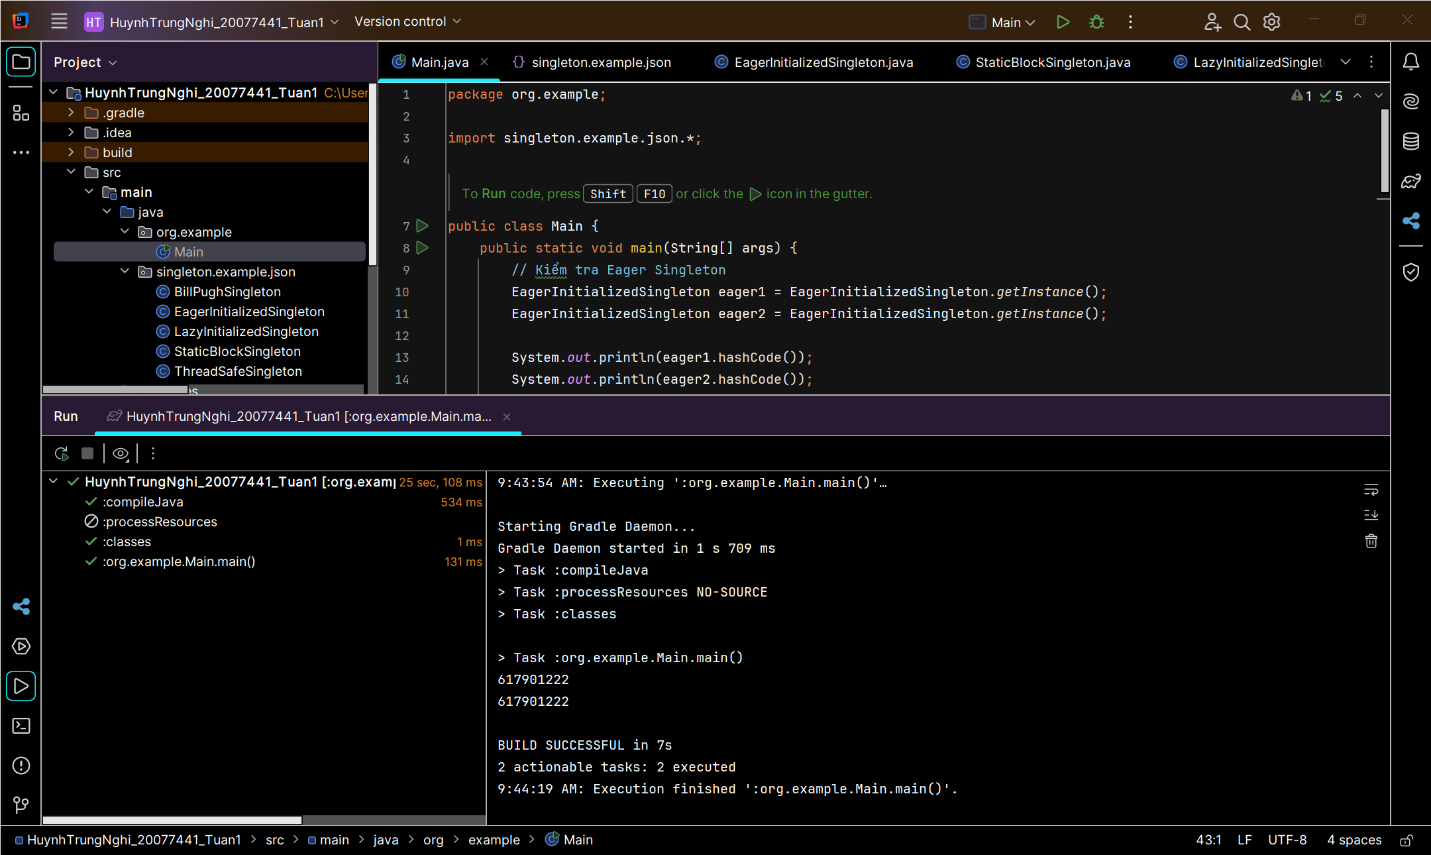 HT HuynhTrungNghi_20077441_Tuan1 Version control Main
Project
HuynhTrungNghi_20077441_Tuan1 C:\User
.gradle
.idea
build
src
main
java
org.example
Main
singleton.example.json
BillPughSingleton
EagerInitializedSingleton
LazyInitializedSingleton
StaticBlockSingleton
ThreadSafeSingleton
Main.java singleton.example.json EagerInitializedSingleton.java StaticBlockSingleton.java LazyInitializedSinglet
1 package org.example; 1 5
2
3 import singleton.example.json.*;
4
To Run code, press Shift F10 or click the icon in the gutter.
7 public class Main {
8 public static void main(String[] args) {
9 // Kiểm tra Eager Singleton
10 EagerInitializedSingleton eager1 = EagerInitializedSingleton.getInstance();
11 EagerInitializedSingleton eager2 = EagerInitializedSingleton.getInstance();
12
13 System.out.println(eager1.hashCode());
14 System.out.println(eager2.hashCode());
Run HuynhTrungNghi_20077441_Tuan1 [:org.example.Main.ma...
HuynhTrungNghi_20077441_Tuan1 [:org.examp 25 sec, 108 ms
:compileJava 534 ms
:processResources
:classes 1 ms
:org.example.Main.main() 131 ms
9:43:54 AM: Executing ':org.example.Main.main()'…
Starting Gradle Daemon...
Gradle Daemon started in 1 s 709 ms
> Task :compileJava
> Task :processResources NO-SOURCE
> Task :classes
> Task :org.example.Main.main()
617901222
617901222
BUILD SUCCESSFUL in 7s
2 actionable tasks: 2 executed
9:44:19 AM: Execution finished ':org.example.Main.main()'.
HuynhTrungNghi_20077441_Tuan1 > src > main > java > org > example > Main 43:1 LF UTF-8 4 spaces